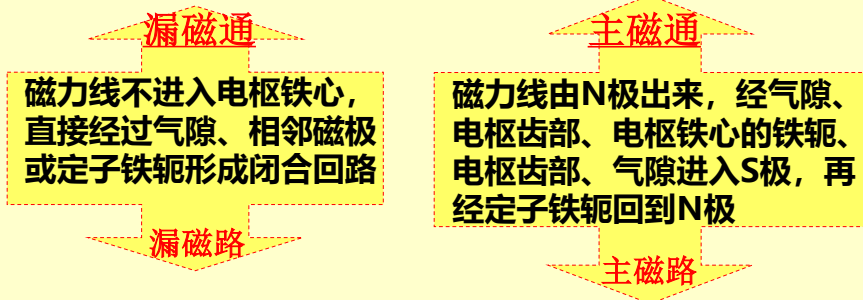 漏磁通
磁力线不进入电枢铁心，
直接经过气隙、相邻磁极
或定子铁轭形成闭合回路
漏磁路
主磁通
磁力线由N极出来，经气隙、
电枢齿部、电枢铁心的铁轭、
电枢齿部、气隙进入S极，再
经定子铁轭回到N极
主磁路